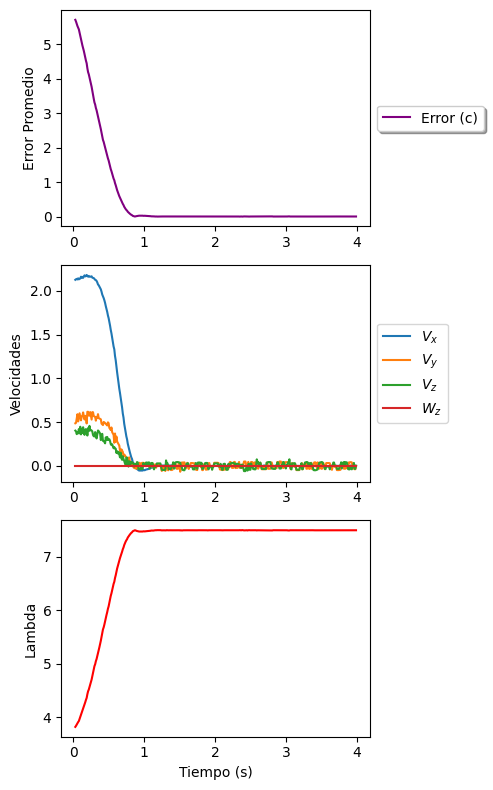 5
4
3
2
1
0
Error Promedio
0 1 2 3 4
Error (c)
2.0
1.5
1.0
0.5
0.0
Velocidades
0 1 2 3 4
V_x
V_y
V_z
W_z
7
6
5
4
Lambda
0 1 2 3 4
Tiempo (s)